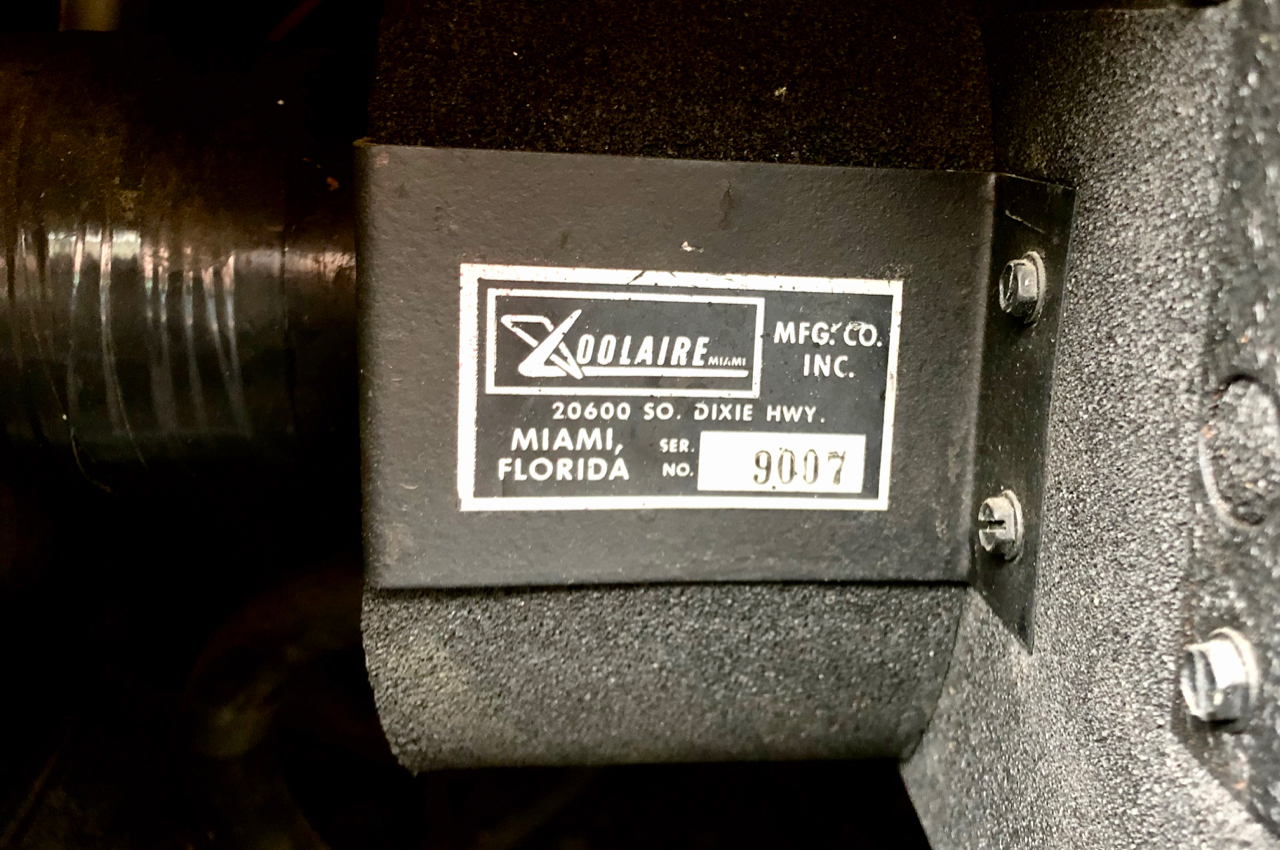 KOOLAIRE MIAMI
MFG. CO.
INC.
20600 SO. DIXIE HWY.
MIAMI,
FLORIDA
SER.
NO. 9007